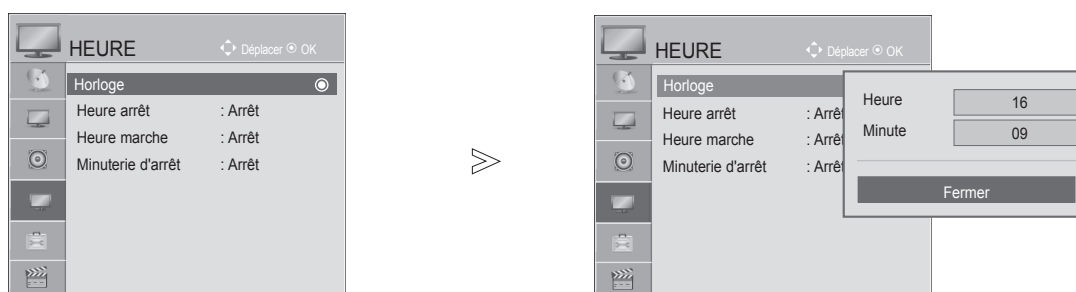 HEURE Déplacer OK
Horloge
Heure arrêt : Arrêt
Heure marche : Arrêt
Minuterie d'arrêt : Arrêt
HEURE Déplacer OK
Horloge
Heure arrêt : Arrêt
Heure marche : Arrêt
Minuterie d'arrêt : Arrêt
Heure 16
Minute 09
Fermer